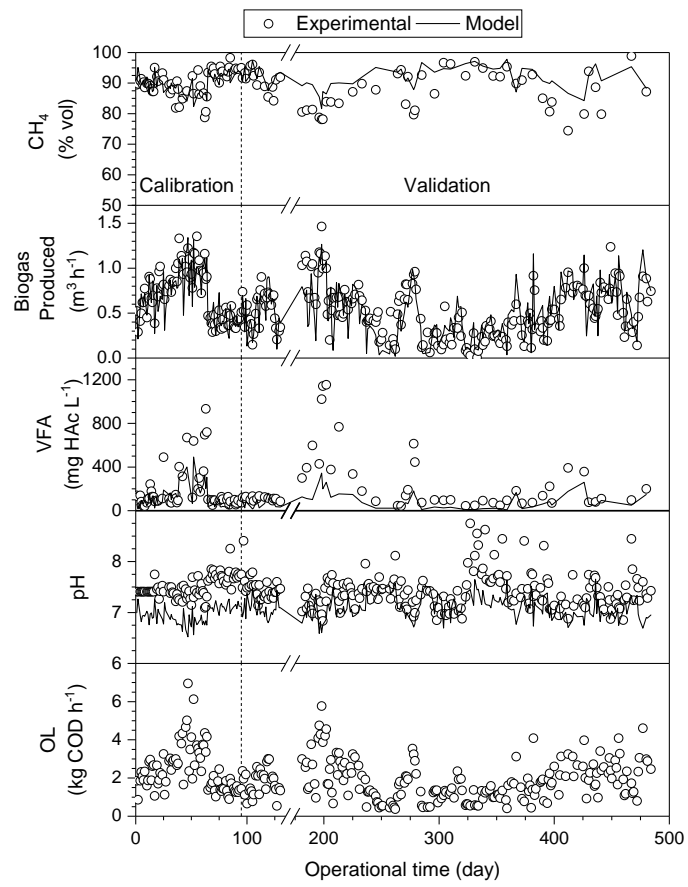 Experimental Model
100
90
80
70
60
50
CH₄
(% vol)
Calibration Validation
1.5
1.0
0.5
0.0
Biogas
Produced
(m³ h⁻¹)
1200
800
400
0
VFA
(mg HAc L⁻¹)
8
7
6
pH
6
4
2
0
OL
(kg COD h⁻¹)
0 50 100 200 300 400 500
Operational time (day)